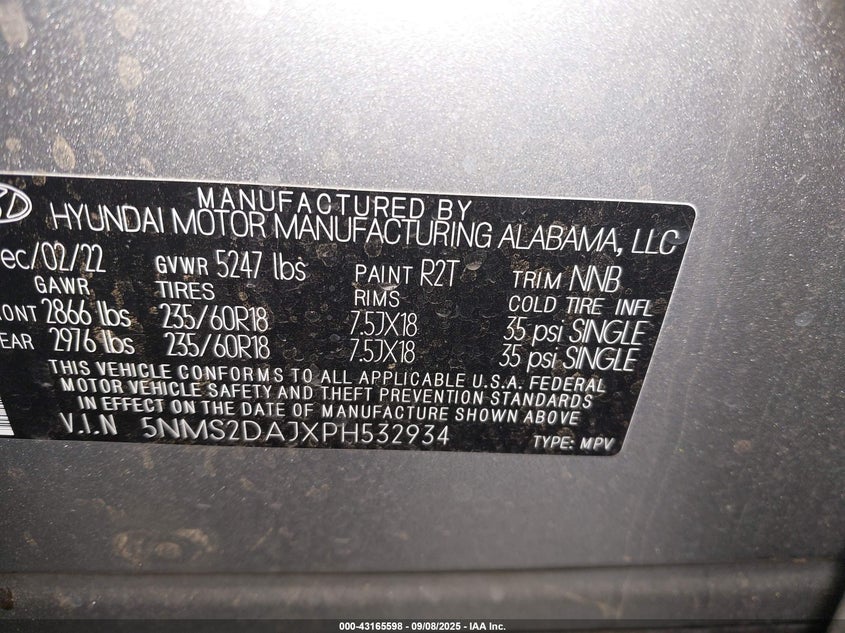 MANUFACTURED BY
HYUNDAI MOTOR MANUFACTURING ALABAMA, LLC
ec/02/22 GVWR 5247 lbs PAINT R2T TRIM NNB
GAWR TIRES RIMS COLD TIRE INFL
ONT 2866 lbs 235/60R18 7.5JX18 35 psi SINGLE
EAR 2976 lbs 235/60R18 7.5JX18 35 psi SINGLE
THIS VEHICLE CONFORMS TO ALL APPLICABLE U.S.A. FEDERAL
MOTOR VEHICLE SAFETY AND THEFT PREVENTION STANDARDS
IN EFFECT ON THE DATE OF MANUFACTURE SHOWN ABOVE
V.I.N 5NMS2DAJXPH532934 TYPE: MPV
000-43165598 - 09/08/2025 - IAA Inc.